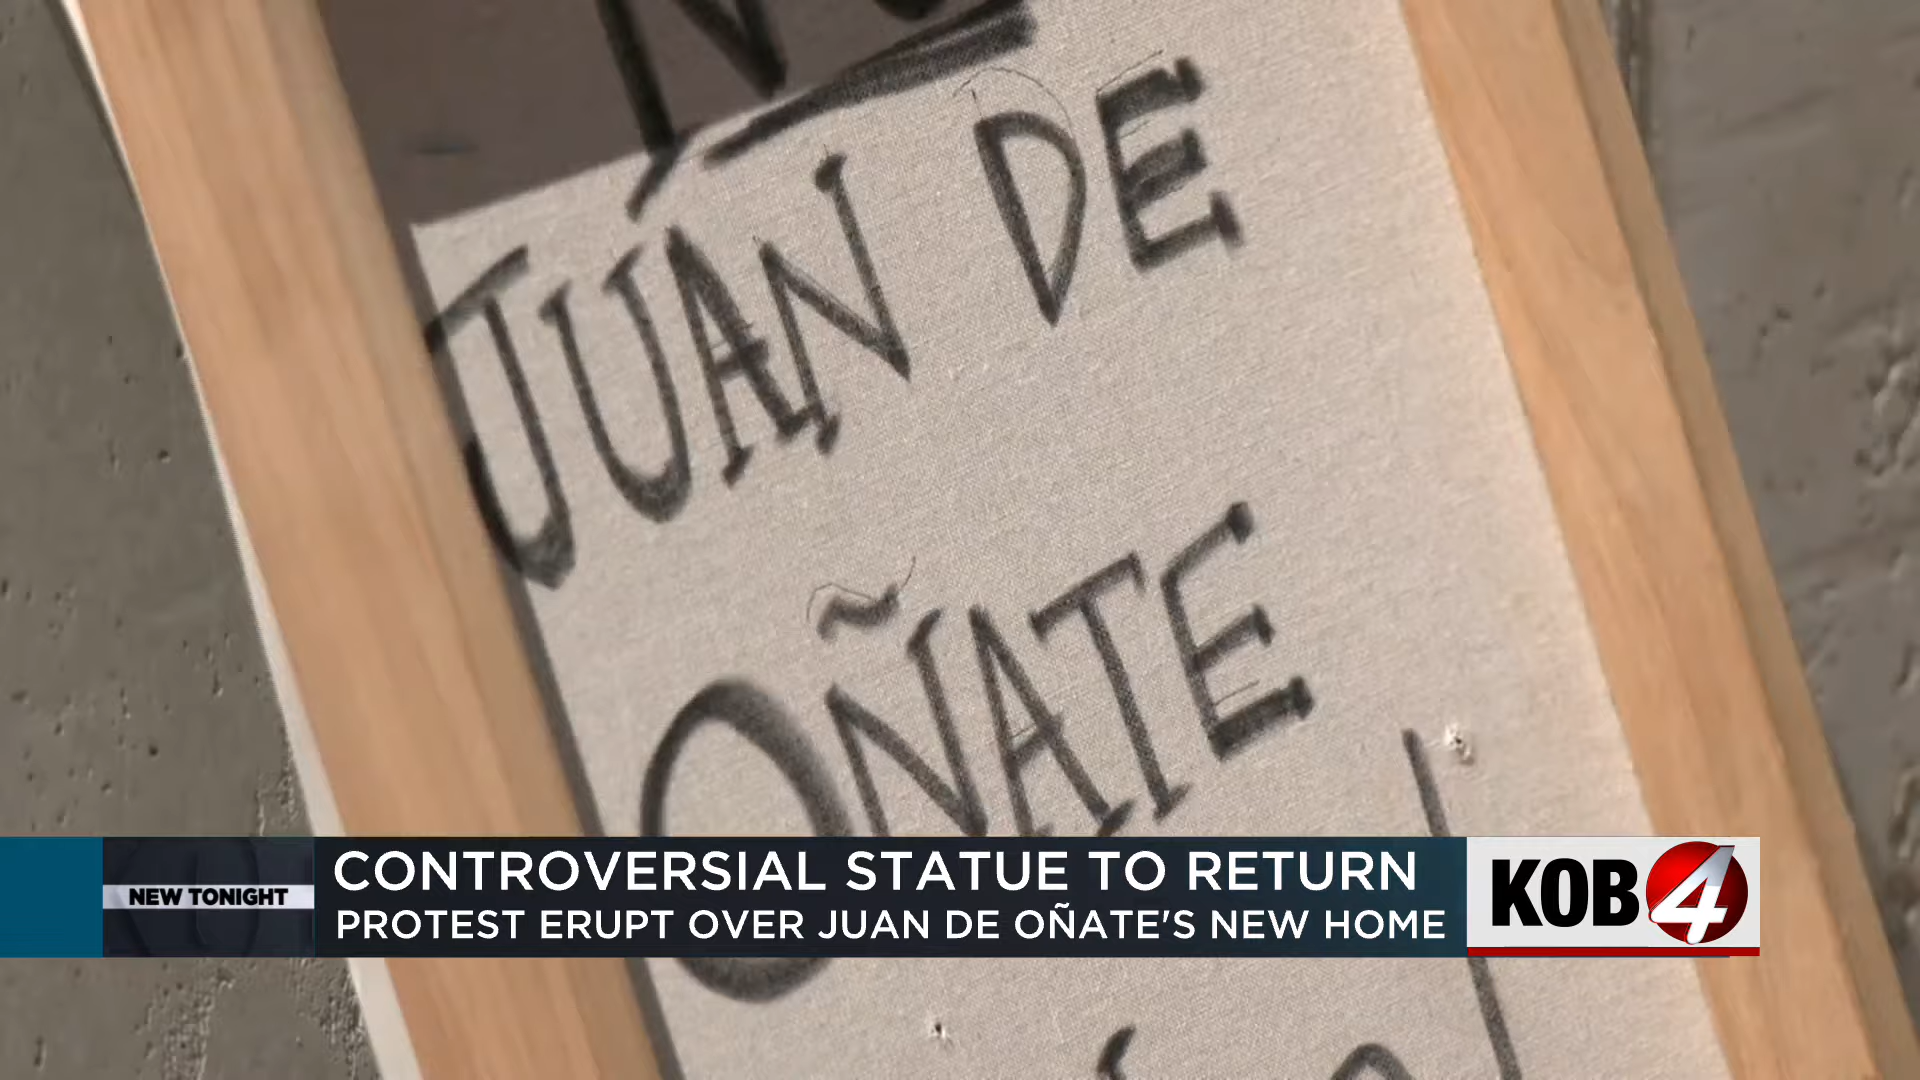 JUAN DE
OÑATE
NEW TONIGHT
CONTROVERSIAL STATUE TO RETURN
PROTEST ERUPT OVER JUAN DE OÑATE'S NEW HOME
KOB 4